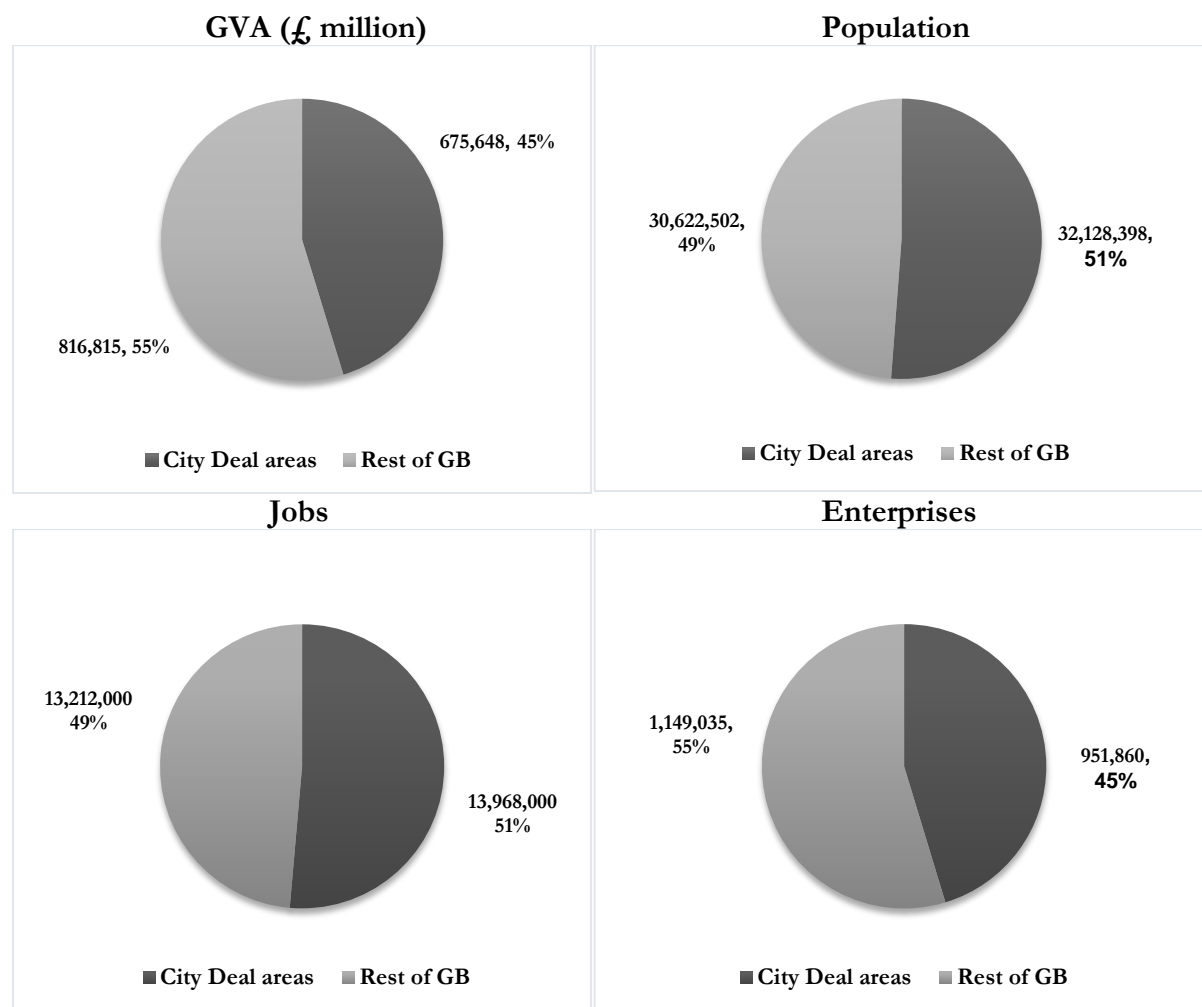 GVA (£ million)
675,648, 45%
816,815, 55%
City Deal areas Rest of GB
Population
30,622,502,
49%
32,128,398,
51%
City Deal areas Rest of GB
Jobs
13,212,000
49%
13,968,000
51%
City Deal areas Rest of GB
Enterprises
1,149,035,
55%
951,860,
45%
City Deal areas Rest of GB